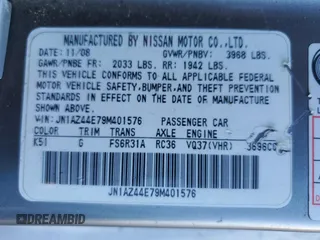 MANUFACTURED BY NISSAN MOTOR CO.,LTD.
DATE: 11/08 GVWR/PNBV: 3968 LBS.
GAWR/PNBE FR: 2033 LBS. RR: 1942 LBS.
THIS VEHICLE CONFORMS TO ALL APPLICABLE FEDERAL
MOTOR VEHICLE SAFETY, BUMPER, AND THEFT PREVENTION
STANDARDS IN EFFECT ON THE DATE OF MANUFACTURE
SHOWN ABOVE.
VIN: JN1AZ44E79M401576 PASSENGER CAR
COLOR TRIM TRANS AXLE ENGINE
K51 G FS6R31A RC36 VQ37(VHR) 3696CC
JN1AZ44E79M401576
DREAMBID